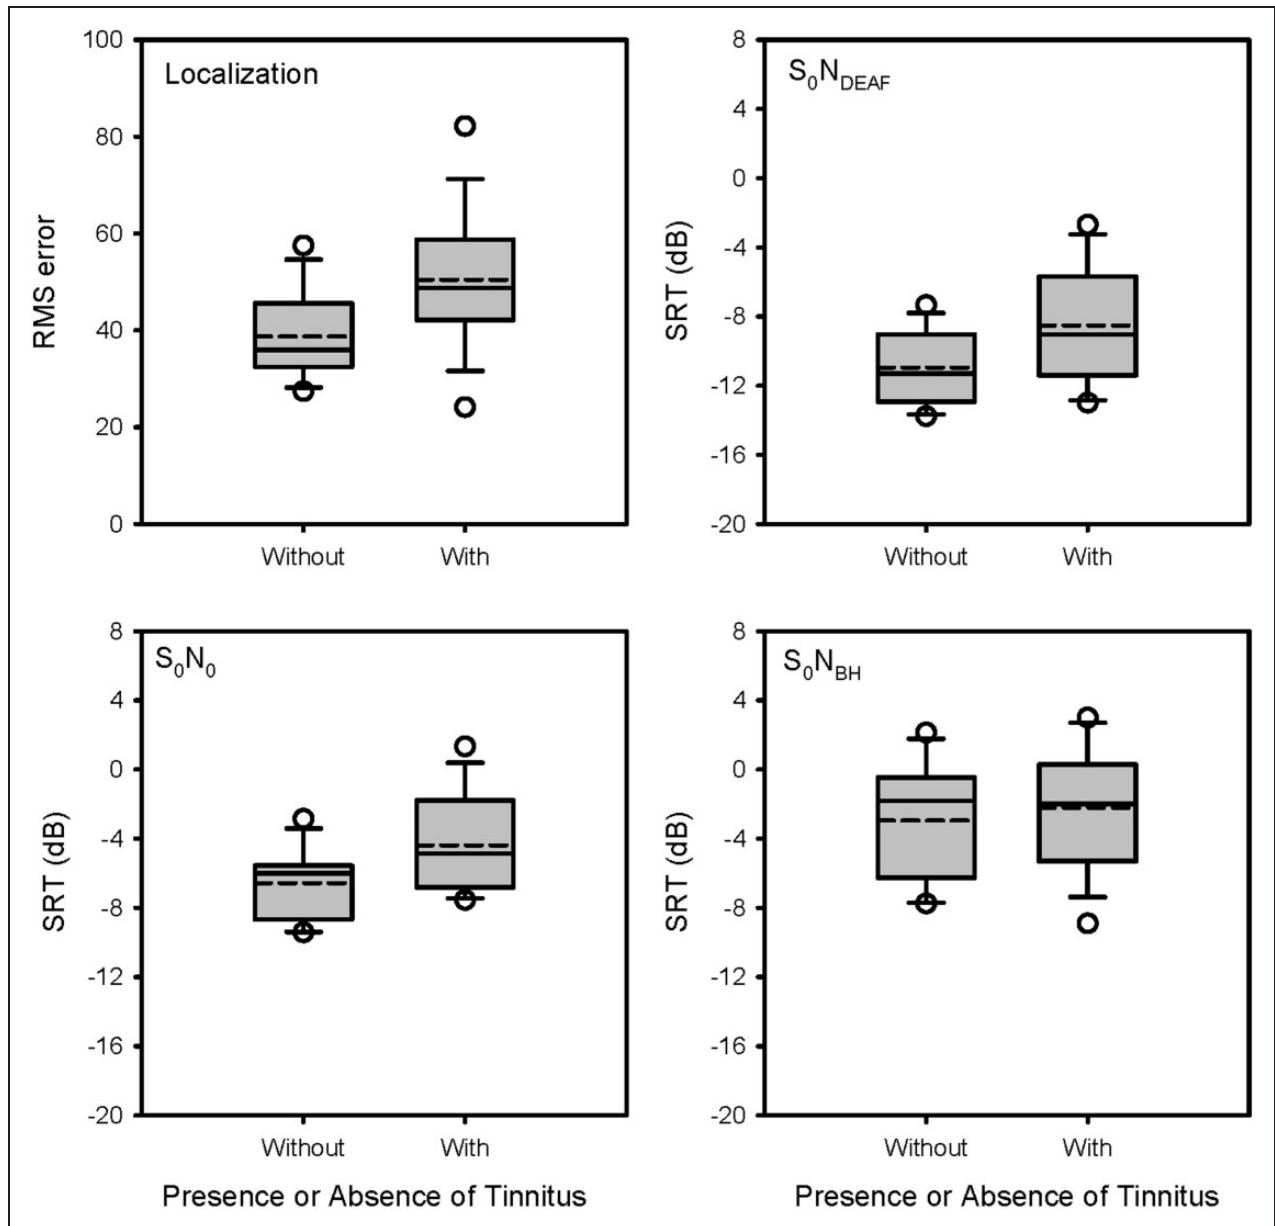 Localization
RMS error
100
80
60
40
20
0
Without With
S₀N_DEAF
SRT (dB)
8
4
0
-4
-8
-12
-16
-20
Without With
S₀N₀
SRT (dB)
8
4
0
-4
-8
-12
-16
-20
Without With
Presence or Absence of Tinnitus
S₀N_BH
SRT (dB)
8
4
0
-4
-8
-12
-16
-20
Without With
Presence or Absence of Tinnitus